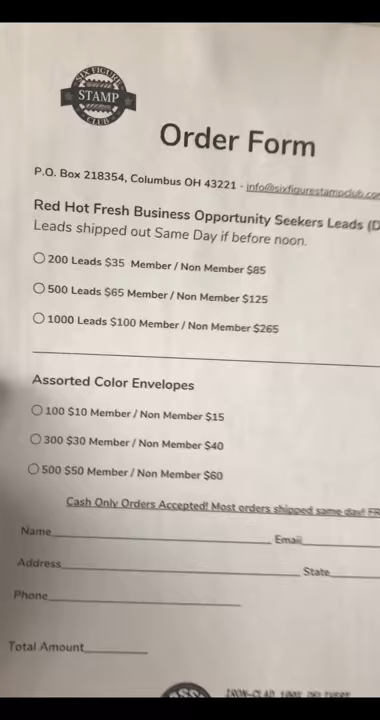 SIX FIGURE
STAMP
CLUB
Order Form
P.O. Box 218354, Columbus OH 43221 - info@sixfigurestampclub.com
Red Hot Fresh Business Opportunity Seekers Leads (D
Leads shipped out Same Day if before noon.
200 Leads $35 Member / Non Member $85
500 Leads $65 Member / Non Member $125
1000 Leads $100 Member / Non Member $265
Assorted Color Envelopes
100 $10 Member / Non Member $15
300 $30 Member / Non Member $40
500 $50 Member / Non Member $60
Cash Only Orders Accepted! Most orders shipped same day! FR
Name Email
Address State
Phone
Total Amount
IRON-CLAD 100%